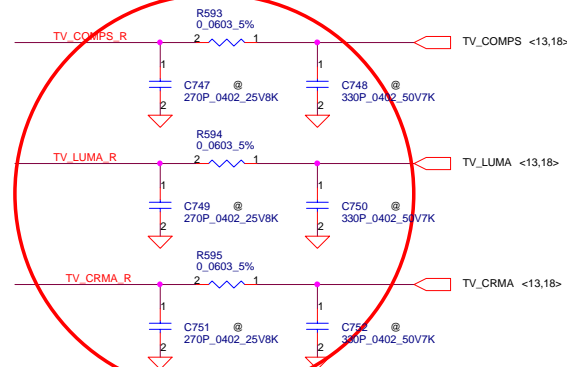 R593
0_0603_5%
TV_COMPS_R
2
1
TV_COMPS <13,18>
1
1
C747 @
270P_0402_25V8K
C748 @
330P_0402_50V7K
2
2
R594
0_0603_5%
TV_LUMA_R
2
1
TV_LUMA <13,18>
1
1
C749 @
270P_0402_25V8K
C750 @
330P_0402_50V7K
2
2
R595
0_0603_5%
TV_CRMA_R
2
1
TV_CRMA <13,18>
1
1
C751 @
270P_0402_25V8K
C752 @
330P_0402_50V7K
2
2